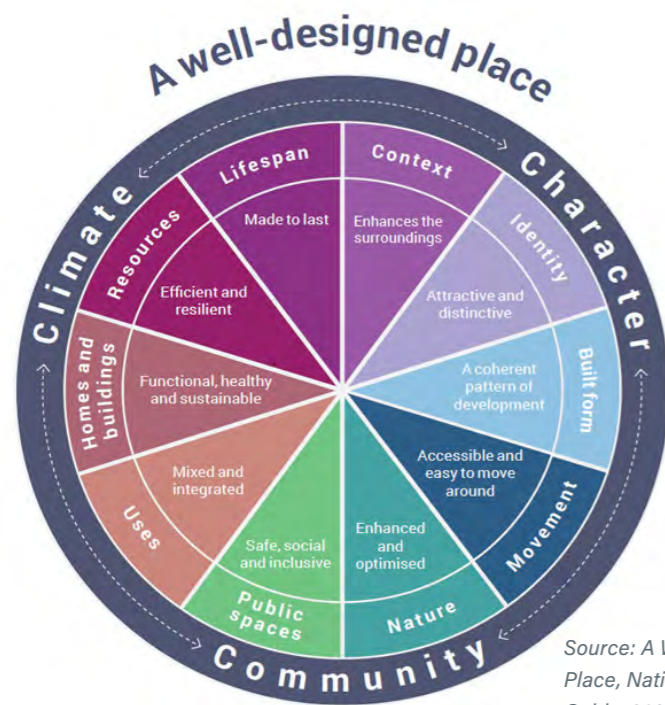 A well-designed place
Climate
Character
Community
Context
Enhances the
surroundings
Identity
Attractive and
distinctive
Built form
A coherent
pattern of
development
Movement
Accessible and
easy to move
around
Nature
Enhanced
and
optimised
Public
spaces
Safe, social
and inclusive
Uses
Mixed and
integrated
Homes and
buildings
Functional, healthy
and sustainable
Resources
Efficient and
resilient
Lifespan
Made to last
Source: A
Place,